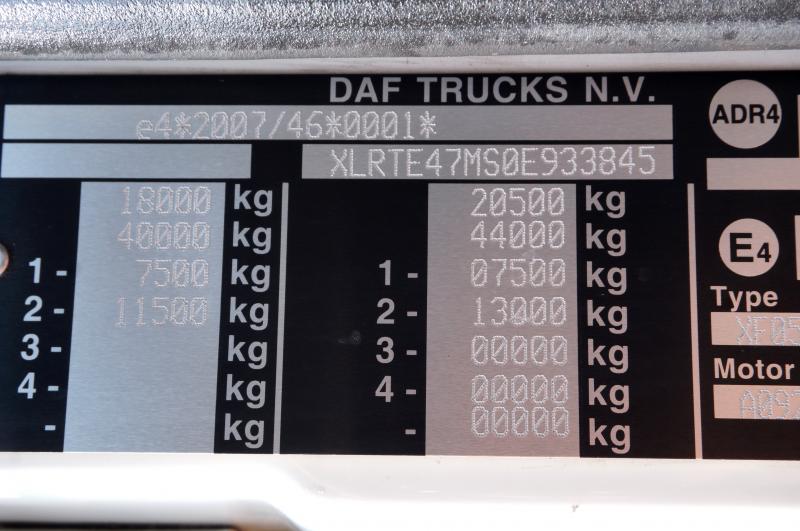 DAF TRUCKS N.V.
ADR4
e4*2007/46*0001*
XLRTE47MS0E933845
18000 kg 20500 kg
40000 kg 44000 kg
E4
1 - 7500 kg 1 - 07500 kg
Type
2 - 11500 kg 2 - 13000 kg
XF05
3 - kg 3 - 00000 kg
Motor
4 - kg 4 - 00000 kg
A092
- kg - 00000 kg